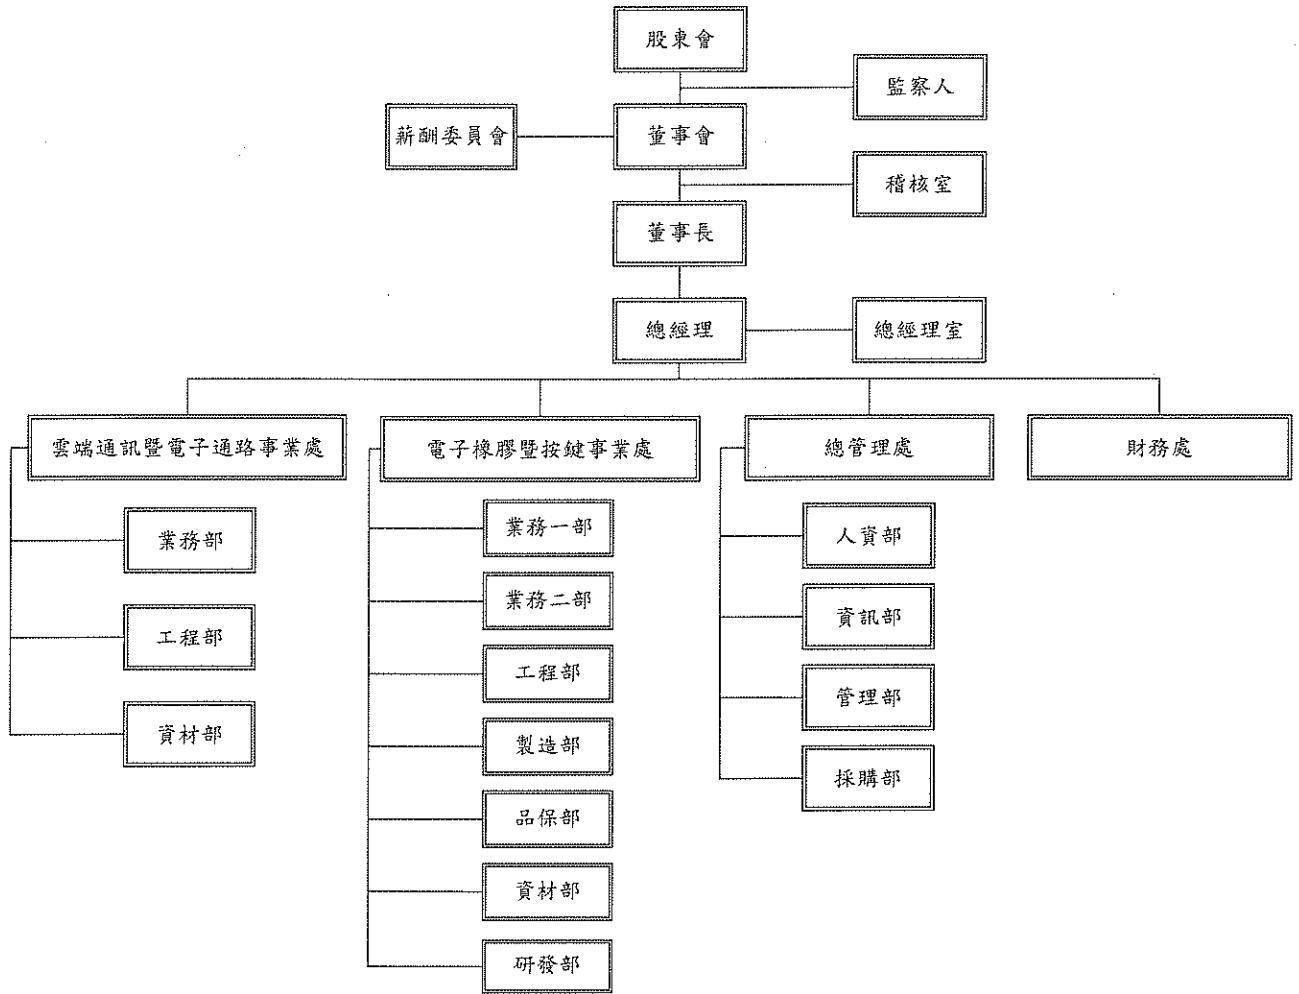 股東會
監察人
薪酬委員會
董事會
稽核室
董事長
總經理
總經理室
雲端通訊暨電子通路事業處
電子橡膠暨按鍵事業處
總管理處
財務處
業務部
工程部
資材部
業務一部
業務二部
工程部
製造部
品保部
資材部
研發部
人資部
資訊部
管理部
採購部